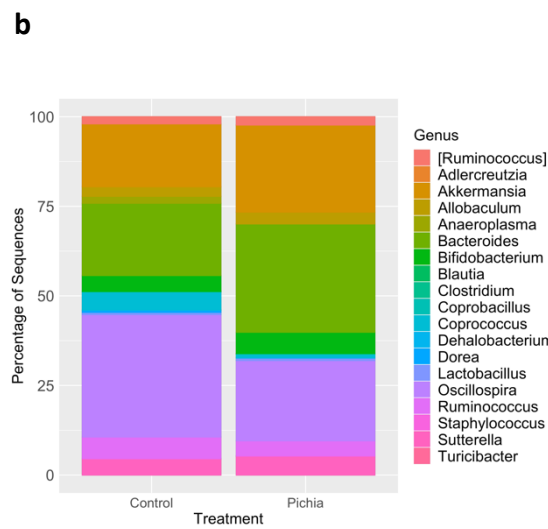 b
100
75
50
25
0
Percentage of Sequences
Control
Pichia
Treatment
Genus
[Ruminococcus]
Adlercreutzia
Akkermansia
Allobaculum
Anaeroplasma
Bacteroides
Bifidobacterium
Blautia
Clostridium
Coprobacillus
Coprococcus
Dehalobacterium
Dorea
Lactobacillus
Oscillospira
Ruminococcus
Staphylococcus
Sutterella
Turicibacter